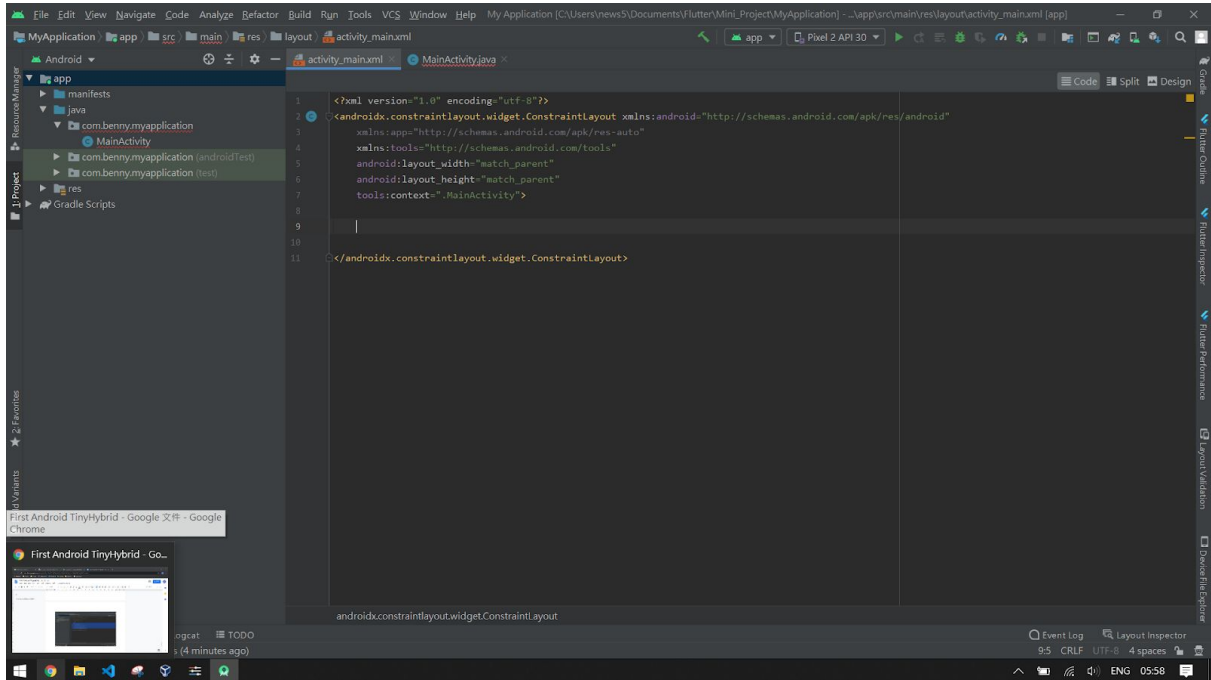 File Edit View Navigate Code Analyze Refactor Build Run Tools VCS Window Help My Application [C:\Users\news5\Documents\Flutter\Mini_Project\MyApplication] - ...\app\src\main\res\layout\activity_main.xml [app]
MyApplication app src main res layout activity_main.xml app Pixel 2 API 30
Android activity_main.xml MainActivity.java
app
Code Split Design
manifests
java
com.benny.myapplication
MainActivity
com.benny.myapplication (androidTest)
com.benny.myapplication (test)
res
Gradle Scripts
1 <?xml version="1.0" encoding="utf-8"?>
2 <androidx.constraintlayout.widget.ConstraintLayout xmlns:android="http://schemas.android.com/apk/res/android"
3 xmlns:app="http://schemas.android.com/apk/res-auto"
4 xmlns:tools="http://schemas.android.com/tools"
5 android:layout_width="match_parent"
6 android:layout_height="match_parent"
7 tools:context=".MainActivity">
8
9
10
11 </androidx.constraintlayout.widget.ConstraintLayout>
Resource Manager
1: Project
2: Favorites
Variants
Gradle
Flutter Outline
Flutter Inspector
Flutter Performance
Layout Validation
Device File Explorer
First Android TinyHybrid - Google 文件 - Google
Chrome
First Android TinyHybrid - Go...
androidx.constraintlayout.widget.ConstraintLayout
ogcat TODO Event Log Layout Inspector
s (4 minutes ago) 9:5 CRLF UTF-8 4 spaces
ENG 05:58